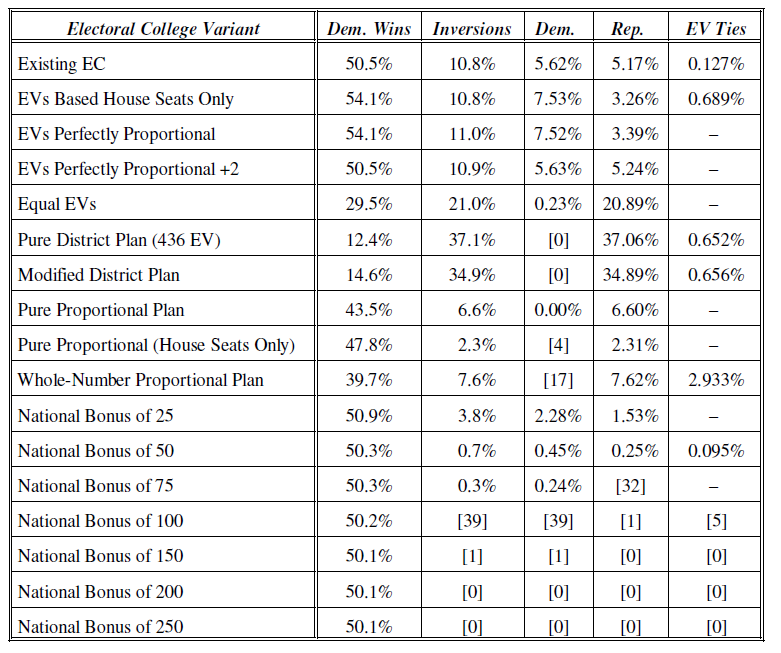 Electoral College Variant Dem. Wins Inversions Dem. Rep. EV Ties
Existing EC 50.5% 10.8% 5.62% 5.17% 0.127%
EVs Based House Seats Only 54.1% 10.8% 7.53% 3.26% 0.689%
EVs Perfectly Proportional 54.1% 11.0% 7.52% 3.39% –
EVs Perfectly Proportional +2 50.5% 10.9% 5.63% 5.24% –
Equal EVs 29.5% 21.0% 0.23% 20.89% –
Pure District Plan (436 EV) 12.4% 37.1% [0] 37.06% 0.652%
Modified District Plan 14.6% 34.9% [0] 34.89% 0.656%
Pure Proportional Plan 43.5% 6.6% 0.00% 6.60% –
Pure Proportional (House Seats Only) 47.8% 2.3% [4] 2.31% –
Whole-Number Proportional Plan 39.7% 7.6% [17] 7.62% 2.933%
National Bonus of 25 50.9% 3.8% 2.28% 1.53% –
National Bonus of 50 50.3% 0.7% 0.45% 0.25% 0.095%
National Bonus of 75 50.3% 0.3% 0.24% [32] –
National Bonus of 100 50.2% [39] [39] [1] [5]
National Bonus of 150 50.1% [1] [1] [0] [0]
National Bonus of 200 50.1% [0] [0] [0] [0]
National Bonus of 250 50.1% [0] [0] [0] [0]